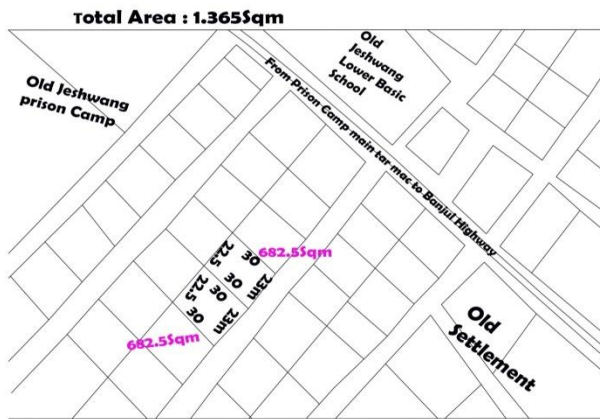 Total Area : 1.365Sqm
Old Jeshwang
prison Camp
Old
Jeshwang
Lower Basic
School
From Prison Camp main tar mac to Banjul Highway
22.5
30
682.5Sqm
30
23m
22.5
30
30
23m
682.5Sqm
Old
Settlement